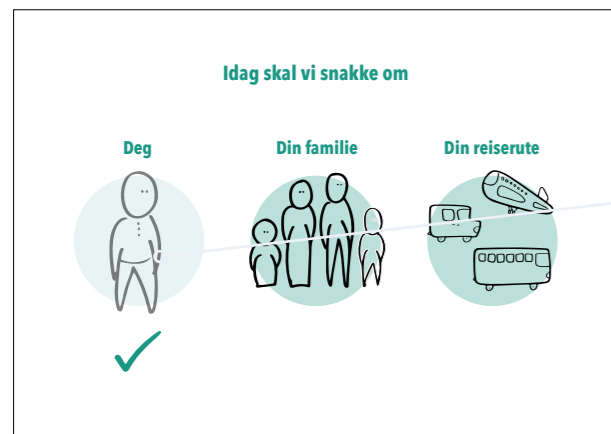 Idag skal vi snakke om
Deg
Din familie
Din reiserute